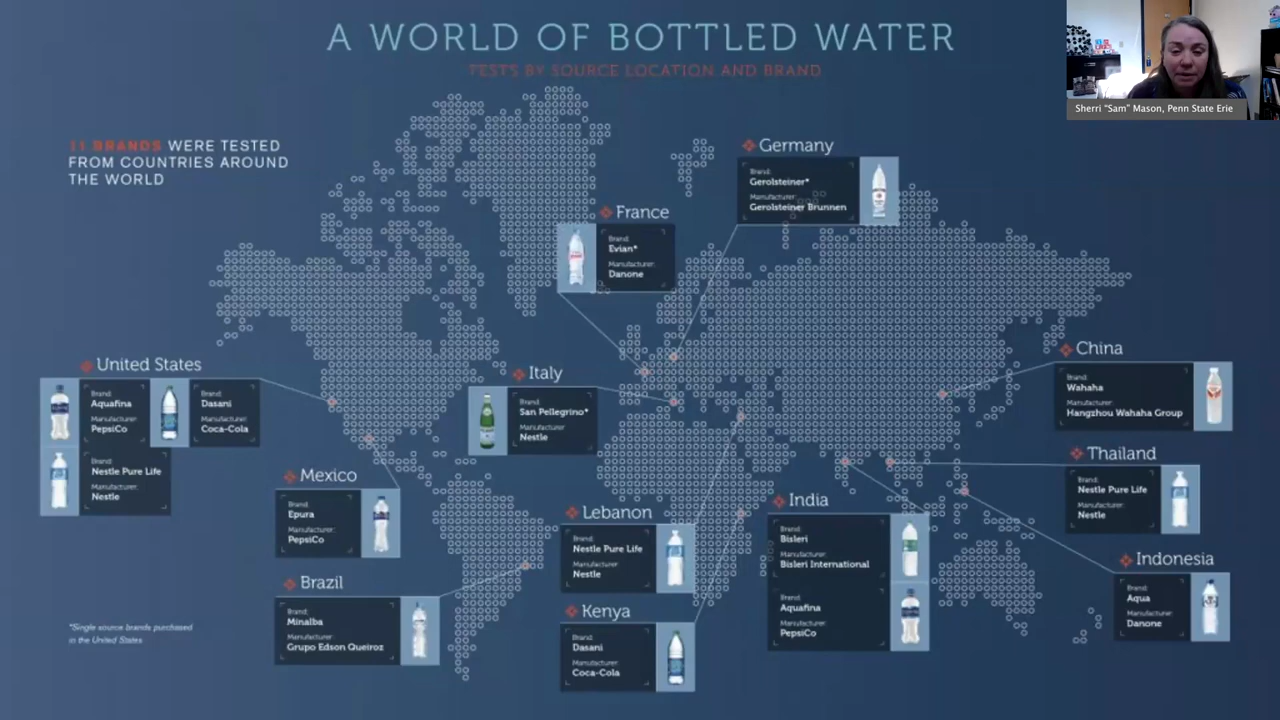 A WORLD OF BOTTLED WATER
TESTS BY SOURCE LOCATION AND BRAND
Sherri "Sam" Mason, Penn State Erie
11 BRANDS WERE TESTED
FROM COUNTRIES AROUND
THE WORLD
Germany
Brand:
Gerolsteiner*
Manufacturer:
Gerolsteiner Brunnen
France
Brand:
Evian*
Manufacturer:
Danone
United States
Brand:
Aquafina
Manufacturer:
PepsiCo
Brand:
Dasani
Manufacturer:
Coca-Cola
Brand:
Nestle Pure Life
Manufacturer:
Nestle
Italy
Brand:
San Pellegrino*
Manufacturer:
Nestle
China
Brand:
Wahaha
Manufacturer:
Hangzhou Wahaha Group
Mexico
Brand:
Epura
Manufacturer:
PepsiCo
Thailand
Brand:
Nestle Pure Life
Manufacturer:
Nestle
Lebanon
Brand:
Nestle Pure Life
Manufacturer:
Nestle
India
Brand:
Bisleri
Manufacturer:
Bisleri International
Brand:
Aquafina
Manufacturer:
PepsiCo
Indonesia
Brand:
Aqua
Manufacturer:
Danone
Brazil
Brand:
Minalba
Manufacturer:
Grupo Edson Queiroz
Kenya
Brand:
Dasani
Manufacturer:
Coca-Cola
*Single source brands purchased
in the United States